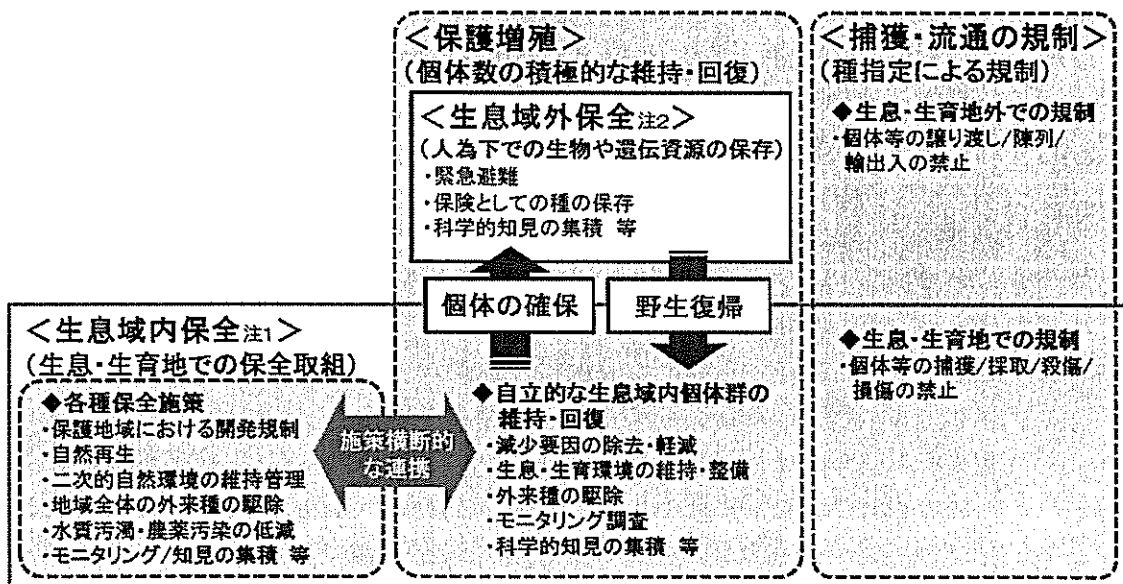 ＜保護増殖＞
(個体数の積極的な維持・回復)
＜生息域外保全注2＞
(人為下での生物や遺伝資源の保存)
・緊急避難
・保険としての種の保存
・科学的知見の集積 等
個体の確保
野生復帰
◆自立的な生息域内個体群の
維持・回復
・減少要因の除去・軽減
・生息・生育環境の維持・整備
・外来種の駆除
・モニタリング調査
・科学的知見の集積 等
＜捕獲・流通の規制＞
(種指定による規制)
◆生息・生育地外での規制
・個体等の譲り渡し/陳列/
輸出入の禁止
◆生息・生育地での規制
・個体等の捕獲/採取/殺傷/
損傷の禁止
＜生息域内保全注1＞
(生息・生育地での保全取組)
◆各種保全施策
・保護地域における開発規制
・自然再生
・二次的自然環境の維持管理
・地域全体の外来種の駆除
・水質汚濁・農薬汚染の低減
・モニタリング/知見の集積 等
施策横断的
な連携